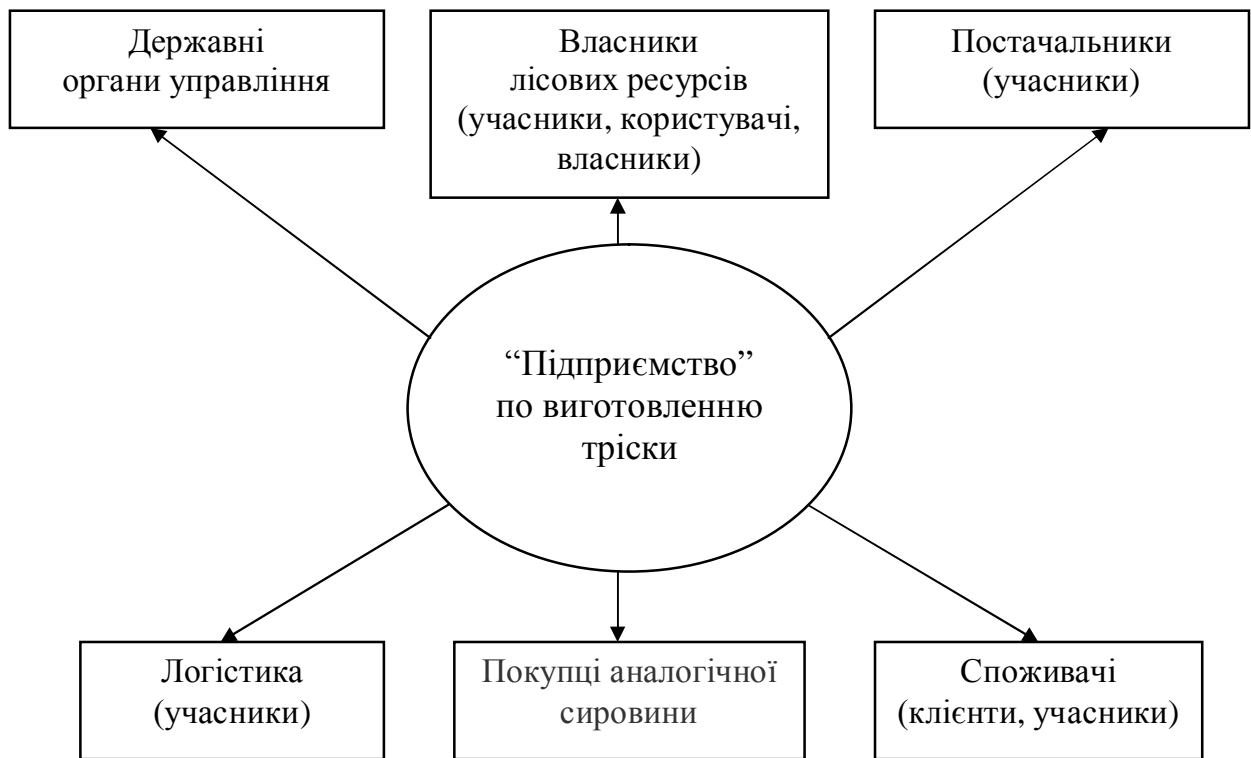 Державні
органи управління
Власники
лісових ресурсів
(учасники, користувачі,
власники)
Постачальники
(учасники)
“Підприємство”
по виготовленню
тріски
Логістика
(учасники)
Покупці аналогічної
сировини
Споживачі
(клієнти, учасники)